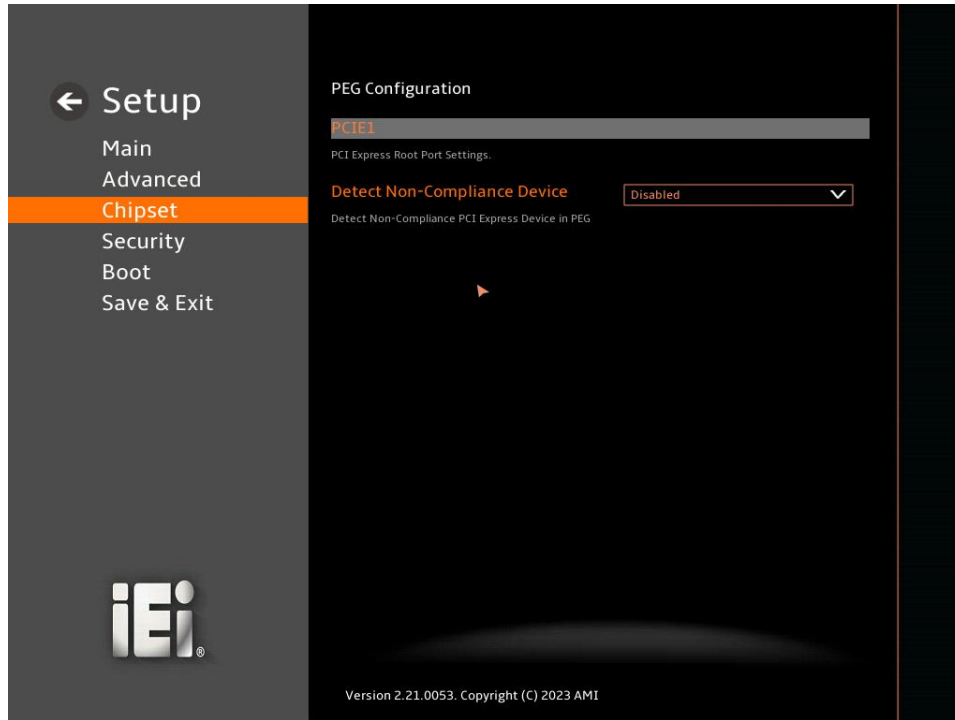 Setup
Main
Advanced
Chipset
Security
Boot
Save & Exit
iEi®
PEG Configuration
PCIE1
PCI Express Root Port Settings.
Detect Non-Compliance Device Disabled
Detect Non-Compliance PCI Express Device in PEG
Version 2.21.0053. Copyright (C) 2023 AMI